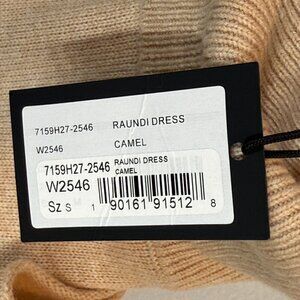 7159H27-2546 RAUNDI DRESS
W2546 CAMEL
7159H27-2546 RAUNDI DRESS
CAMEL
W2546
Sz S 1 90161 91512 8